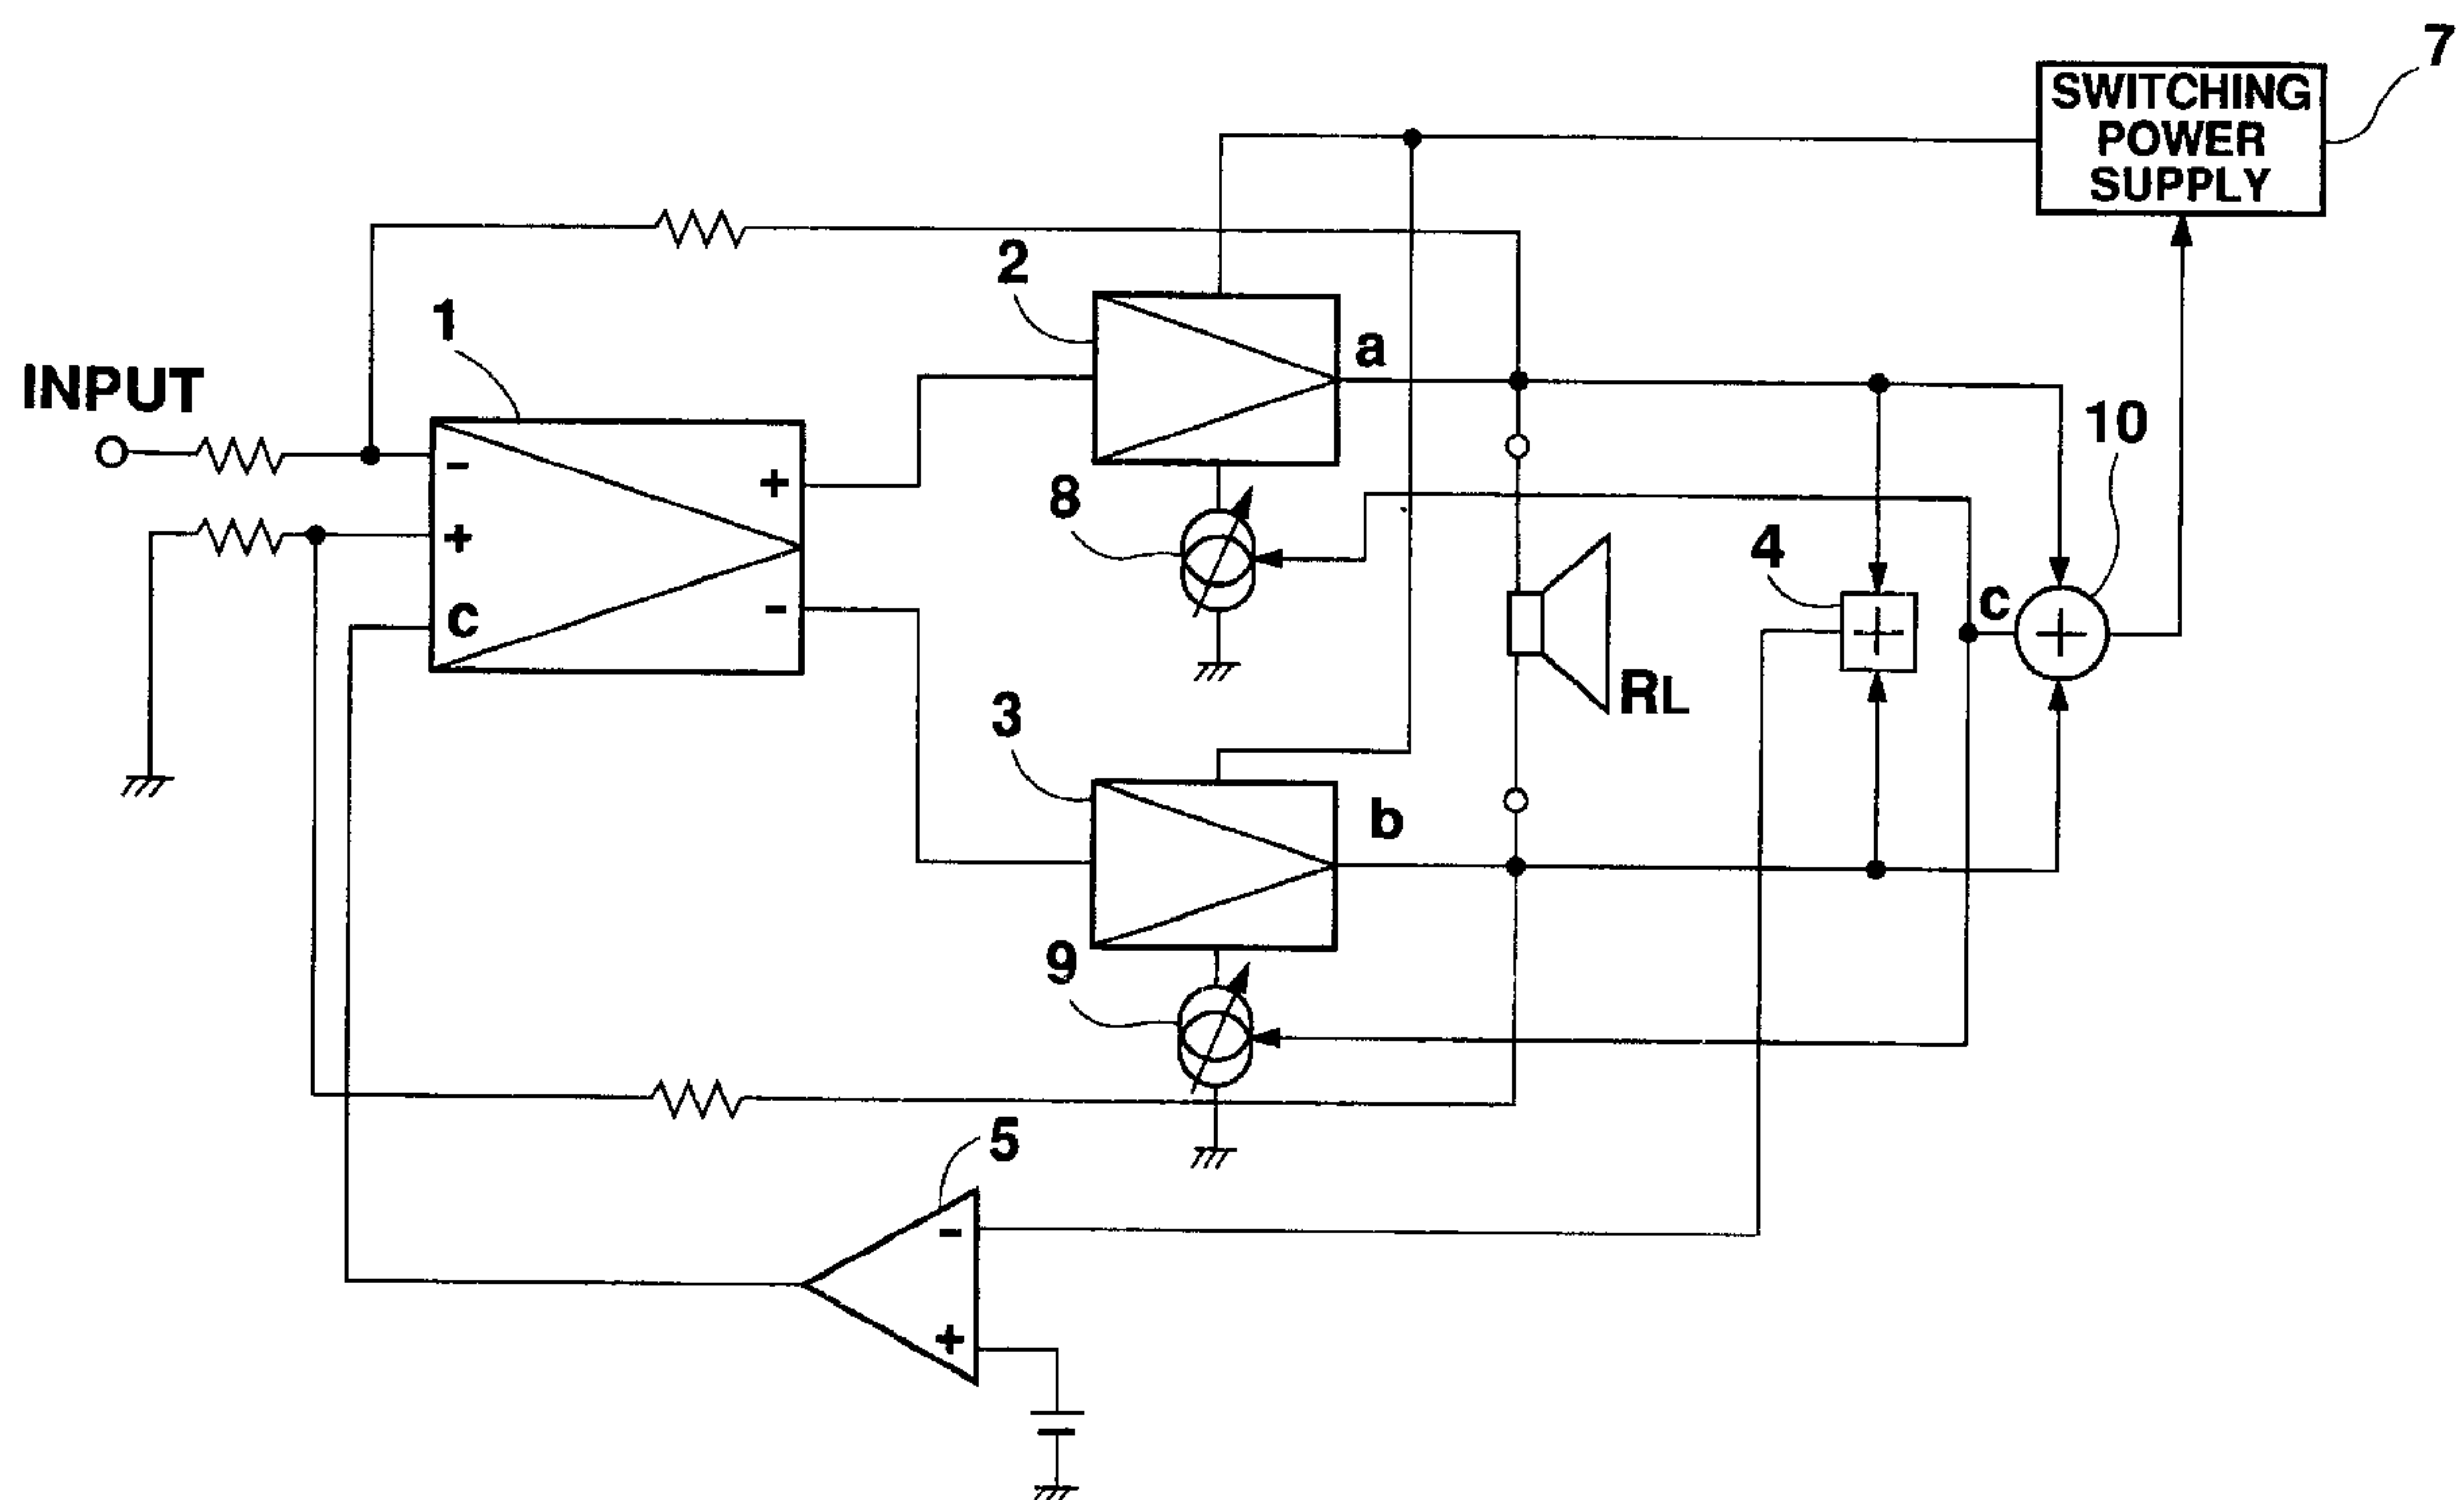 7
SWITCHING
POWER
SUPPLY
2
1
a
INPUT
10
-
+
8
+
4
c
c
-
+
+
RL
3
b
9
5
-
+